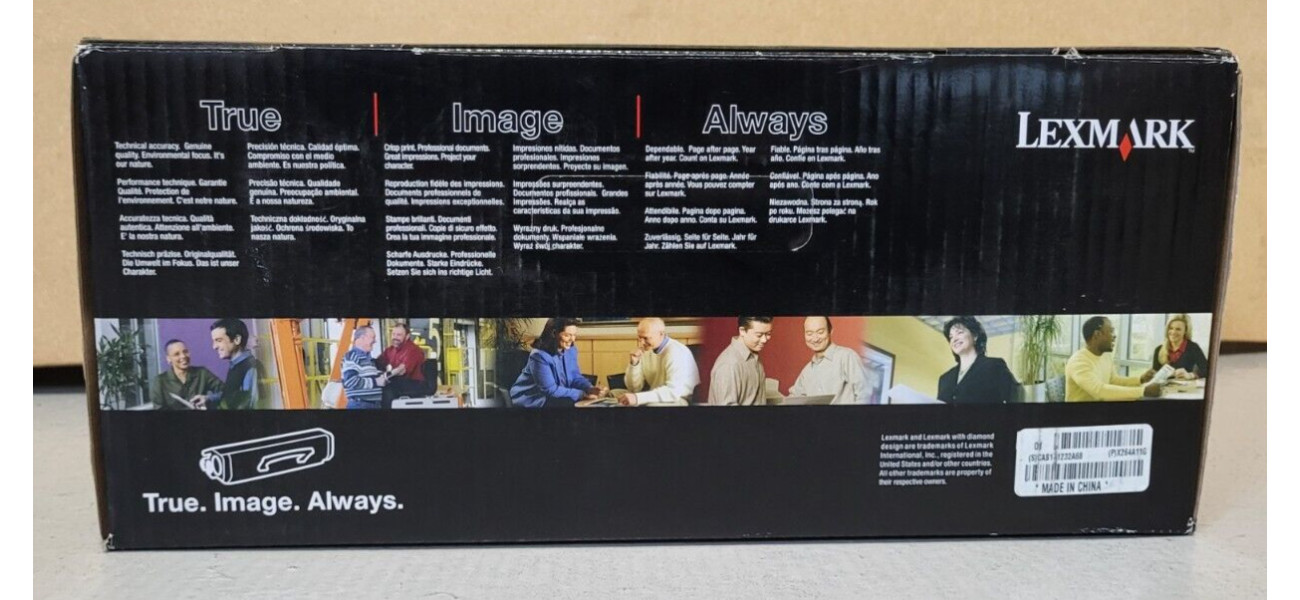 True
Image
Always
LEXMARK
Technical accuracy. Genuine
quality. Environmental focus. It's
our nature.
Performance technique. Garantie
Qualité. Protection de
l'environnement. C'est notre nature.
Accuratezza tecnica. Qualità
autentica. Attenzione all'ambiente.
E' la nostra natura.
Technisch präzise. Originalqualität.
Die Umwelt im Fokus. Das ist unser
Charakter.
Precisión técnica. Calidad óptima.
Compromiso con el medio
ambiente. Es nuestra política.
Precisão técnica. Qualidade
genuína. Preocupação ambiental.
É a nossa natureza.
Techniczna dokładność. Oryginalna
jakość. Ochrona środowiska. To
nasza natura.
Crisp print. Professional documents.
Great impressions. Project your
character.
Reproduction fidèle des impressions.
Documents professionnels de
qualité. Impressions exceptionnelles.
Stampe brillanti. Documenti
professionali. Copie di sicuro effetto.
Crea la tua immagine professionale.
Scharfe Ausdrucke. Professionelle
Dokumente. Starke Eindrücke.
Setzen Sie sich ins richtige Licht.
Impresiones nítidas. Documentos
profesionales. Impresiones
sorprendentes. Proyecte su imagen.
Impressões surpreendentes.
Documentos profissionais. Grandes
impressões. Realça as
características da sua impressão.
Wyraźny druk. Profesjonalne
dokumenty. Wspaniałe wrażenia.
Wyraź swój charakter.
Dependable. Page after page. Year
after year. Count on Lexmark.
Fiabilité. Page après page. Année
après année. Vous pouvez compter
sur Lexmark.
Attendibile. Pagina dopo pagina.
Anno dopo anno. Conta su Lexmark.
Zuverlässig. Seite für Seite. Jahr für
Jahr. Zählen Sie auf Lexmark.
Fiable. Página tras página. Año tras
año. Confíe en Lexmark.
Confiável. Página após página. Ano
após ano. Conte com a Lexmark.
Niezawodna. Strona za stroną. Rok
po roku. Możesz polegać na
drukarce Lexmark.
True. Image. Always.
Lexmark and Lexmark with diamond
design are trademarks of Lexmark
International, Inc., registered in the
United States and/or other countries.
All other trademarks are property of
their respective owners.
(P)X264A11G
* MADE IN CHINA *